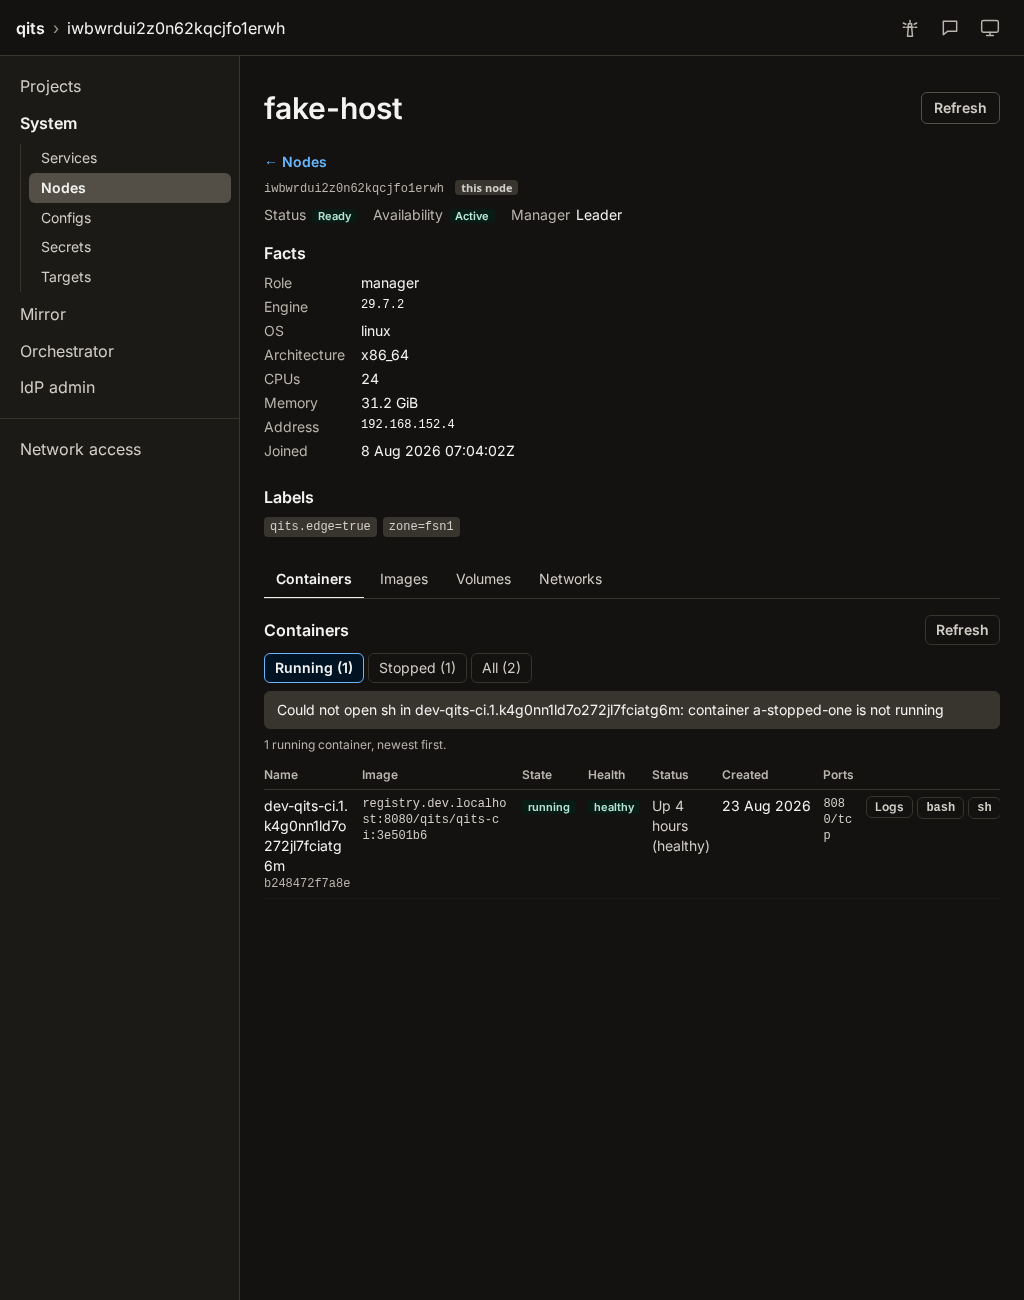 qits › iwbwrdui2z0n62kqcjfo1erwh
Projects
System
Services
Nodes
Configs
Secrets
Targets
Mirror
Orchestrator
IdP admin
Network access
fake-host
Refresh
← Nodes
iwbwrdui2z0n62kqcjfo1erwh this node
Status Ready Availability Active Manager Leader
Facts
Role manager
Engine 29.7.2
OS linux
Architecture x86_64
CPUs 24
Memory 31.2 GiB
Address 192.168.152.4
Joined 8 Aug 2026 07:04:02Z
Labels
qits.edge=true zone=fsn1
Containers Images Volumes Networks
Containers
Refresh
Running (1) Stopped (1) All (2)
Could not open sh in dev-qits-ci.1.k4g0nn1ld7o272jl7fciatg6m: container a-stopped-one is not running
1 running container, newest first.
Name Image State Health Status Created Ports
dev-qits-ci.1.
k4g0nn1ld7o
272jl7fciatg
6m
b248472f7a8e
registry.dev.localho
st:8080/qits/qits-c
i:3e501b6
running
healthy
Up 4
hours
(healthy)
23 Aug 2026
808
0/tc
p
Logs bash sh